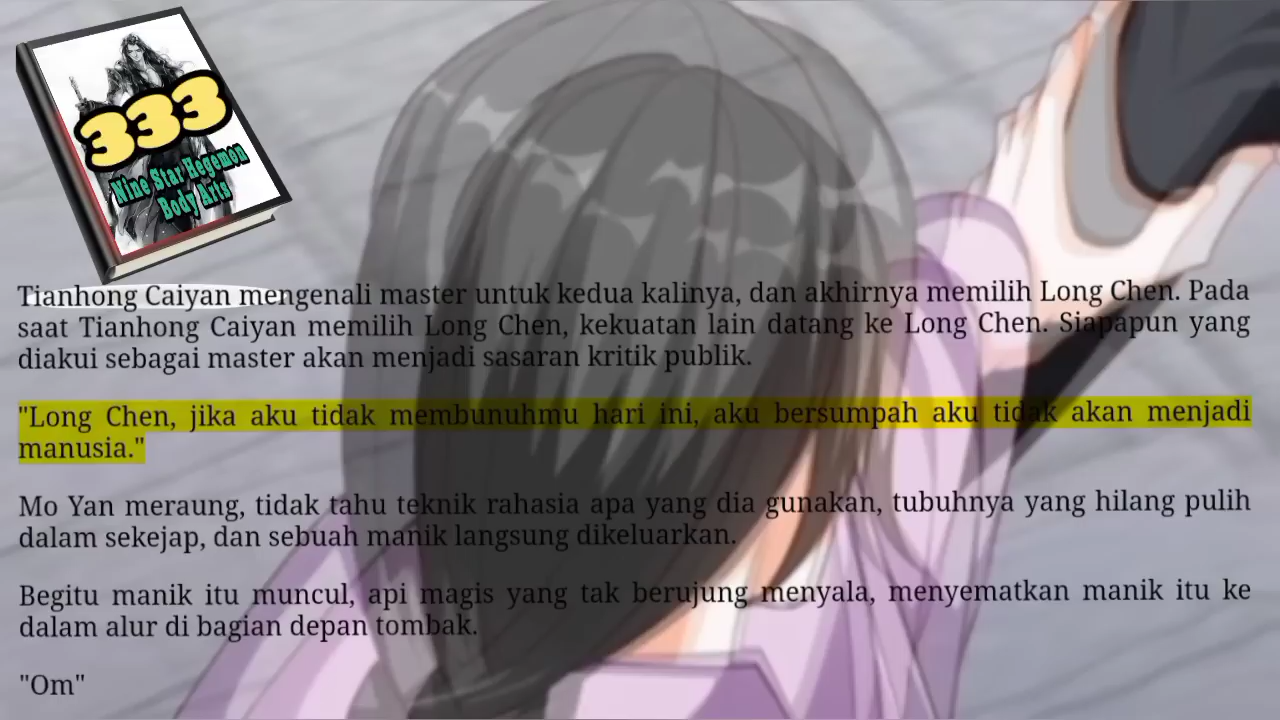 333
Nine Star Hegemon
Body Arts
Tianhong Caiyan mengenali master untuk kedua kalinya, dan akhirnya memilih Long Chen. Pada
saat Tianhong Caiyan memilih Long Chen, kekuatan lain datang ke Long Chen. Siapapun yang
diakui sebagai master akan menjadi sasaran kritik publik.
"Long Chen, jika aku tidak membunuhmu hari ini, aku bersumpah aku tidak akan menjadi
manusia."
Mo Yan meraung, tidak tahu teknik rahasia apa yang dia gunakan, tubuhnya yang hilang pulih
dalam sekejap, dan sebuah manik langsung dikeluarkan.
Begitu manik itu muncul, api magis yang tak berujung menyala, menyematkan manik itu ke
dalam alur di bagian depan tombak.
"Om"